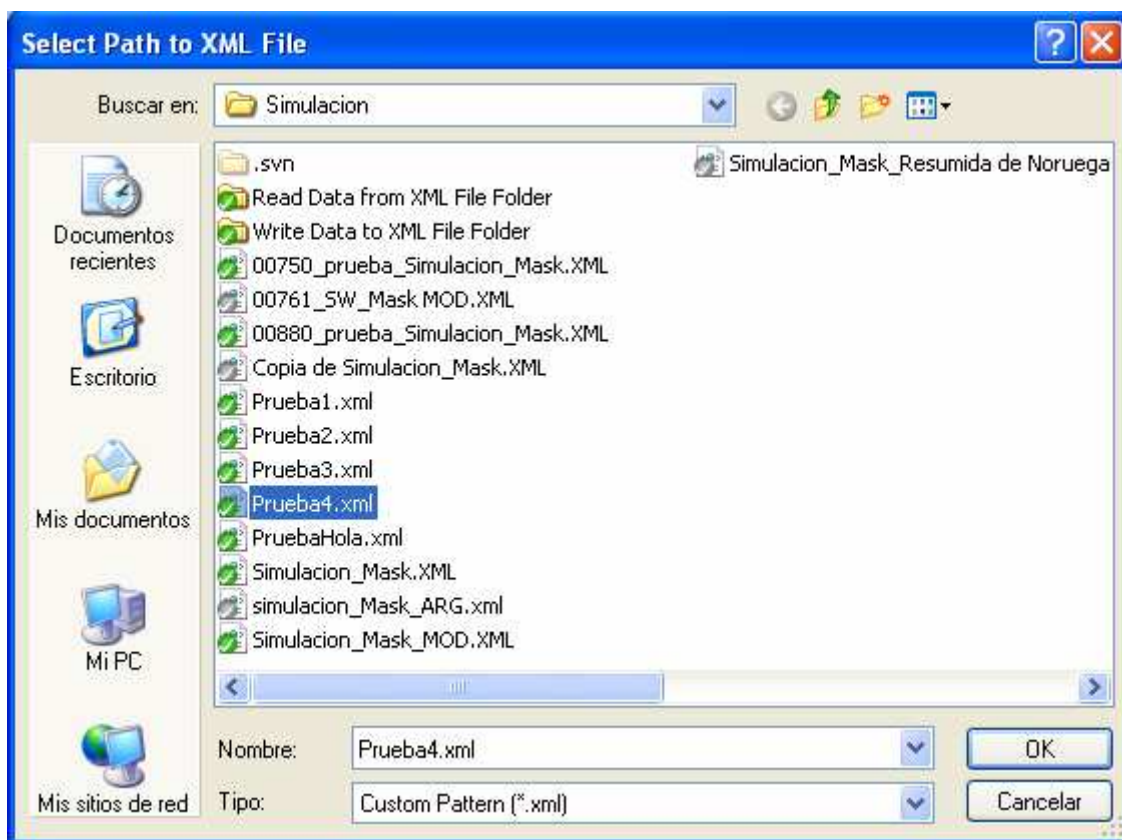 Select Path to XML File
Buscar en:
Simulacion
Documentos
recientes
Escritorio
Mis documentos
Mi PC
Mis sitios de red
.svn
Read Data from XML File Folder
Write Data to XML File Folder
00750_prueba_Simulacion_Mask.XML
00761_SW_Mask MOD.XML
00880_prueba_Simulacion_Mask.XML
Copia de Simulacion_Mask.XML
Prueba1.xml
Prueba2.xml
Prueba3.xml
Prueba4.xml
PruebaHola.xml
Simulacion_Mask.XML
simulacion_Mask_ARG.xml
Simulacion_Mask_MOD.XML
Simulacion_Mask_Resumida de Noruega
Nombre:
Prueba4.xml
OK
Tipo:
Custom Pattern (*.xml)
Cancelar